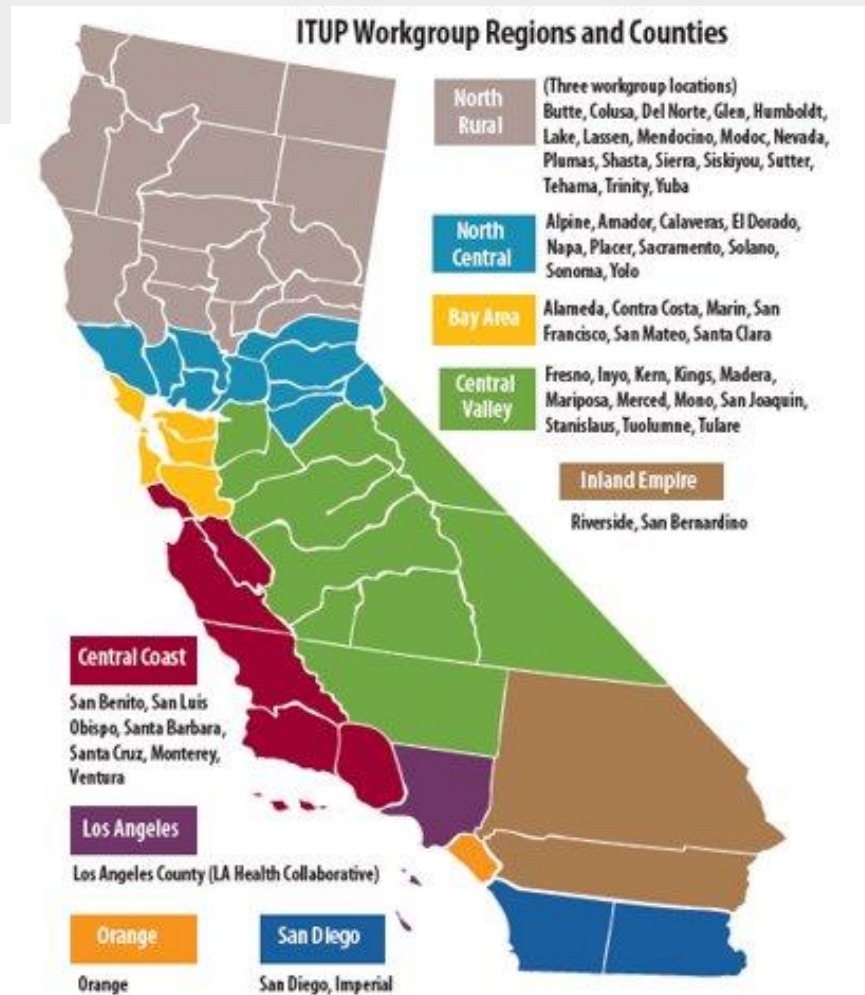 ITUP Workgroup Regions and Counties
North
Rural
(Three workgroup locations)
Butte, Colusa, Del Norte, Glen, Humboldt,
Lake, Lassen, Mendocino, Modoc, Nevada,
Plumas, Shasta, Sierra, Siskiyou, Sutter,
Tehama, Trinity, Yuba
North
Central
Alpine, Amador, Calaveras, El Dorado,
Napa, Placer, Sacramento, Solano,
Sonoma, Yolo
Bay Area
Alameda, Contra Costa, Marin, San
Francisco, San Mateo, Santa Clara
Central
Valley
Fresno, Inyo, Kern, Kings, Madera,
Mariposa, Merced, Mono, San Joaquin,
Stanislaus, Tuolumne, Tulare
Inland Empire
Riverside, San Bernardino
Central Coast
San Benito, San Luis
Obispo, Santa Barbara,
Santa Cruz, Monterey,
Ventura
Los Angeles
Los Angeles County (LA Health Collaborative)
Orange
Orange
San Diego
San Diego, Imperial